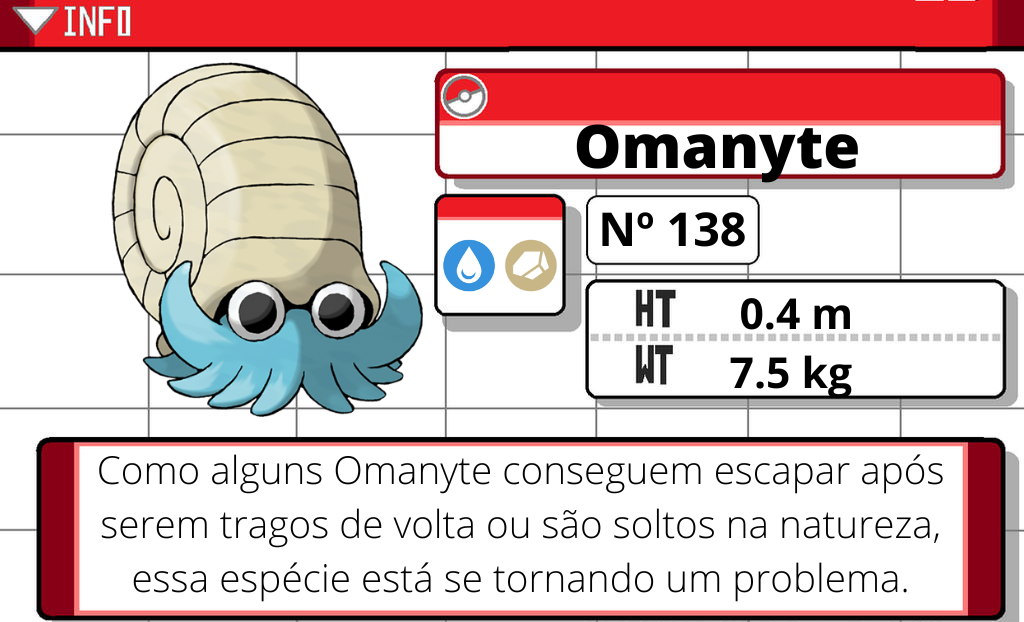 INFO
Omanyte
Nº 138
HT 0.4 m
WT 7.5 kg
Como alguns Omanyte conseguem escapar após
serem tragos de volta ou são soltos na natureza,
essa espécie está se tornando um problema.